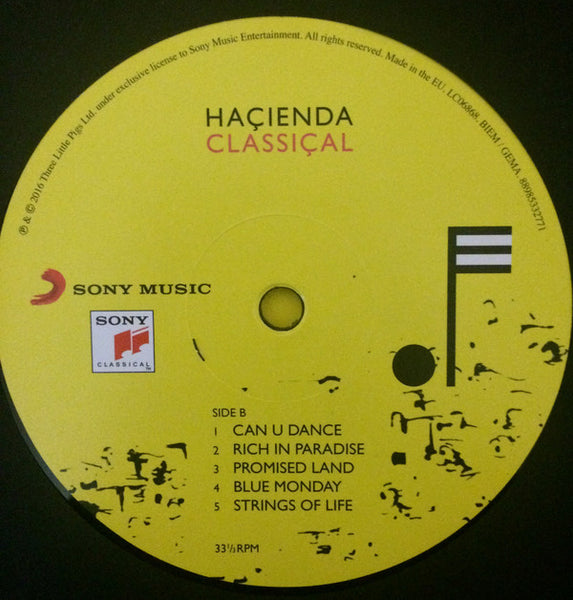 ℗ & © 2016 Three Little Pigs Ltd. under exclusive license to Sony Music Entertainment. All rights reserved. Made in the EU. LC06868. BIEM / GEMA. 88985332771
HAÇIENDA
CLASSIÇAL
SONY MUSIC
SONY
CLASSICAL™
SIDE B
1 CAN U DANCE
2 RICH IN PARADISE
3 PROMISED LAND
4 BLUE MONDAY
5 STRINGS OF LIFE
33⅓RPM